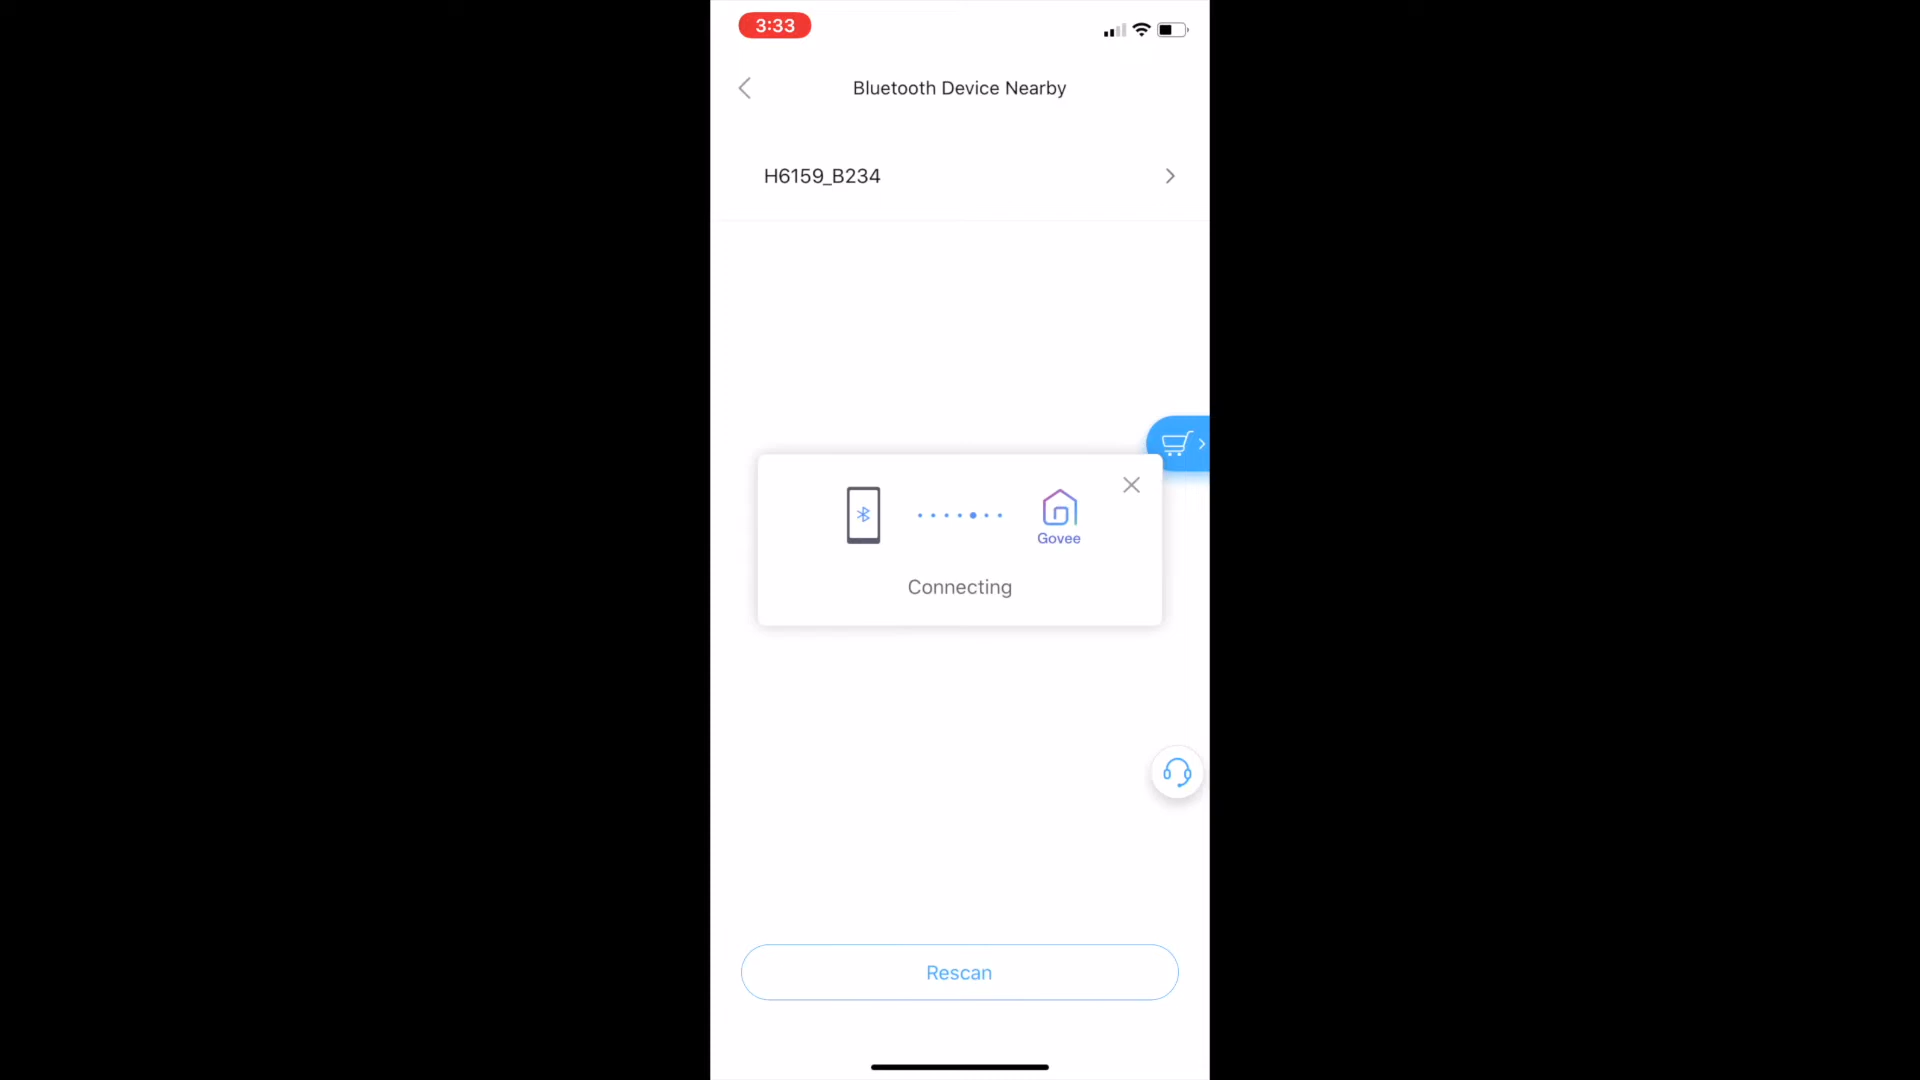 3:33
Bluetooth Device Nearby
H6159_B234
Govee
Connecting
Rescan